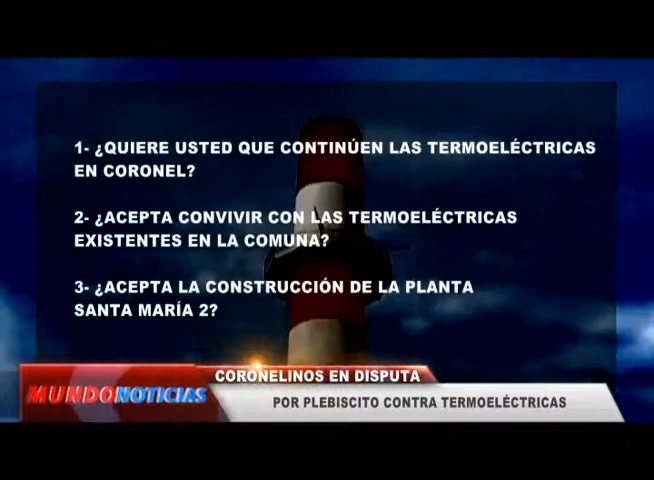 1- ¿QUIERE USTED QUE CONTINÚEN LAS TERMOELÉCTRICAS
EN CORONEL?
2- ¿ACEPTA CONVIVIR CON LAS TERMOELÉCTRICAS
EXISTENTES EN LA COMUNA?
3- ¿ACEPTA LA CONSTRUCCIÓN DE LA PLANTA
SANTA MARÍA 2?
CORONELINOS EN DISPUTA
MUNDONOTICIAS
POR PLEBISCITO CONTRA TERMOELÉCTRICAS